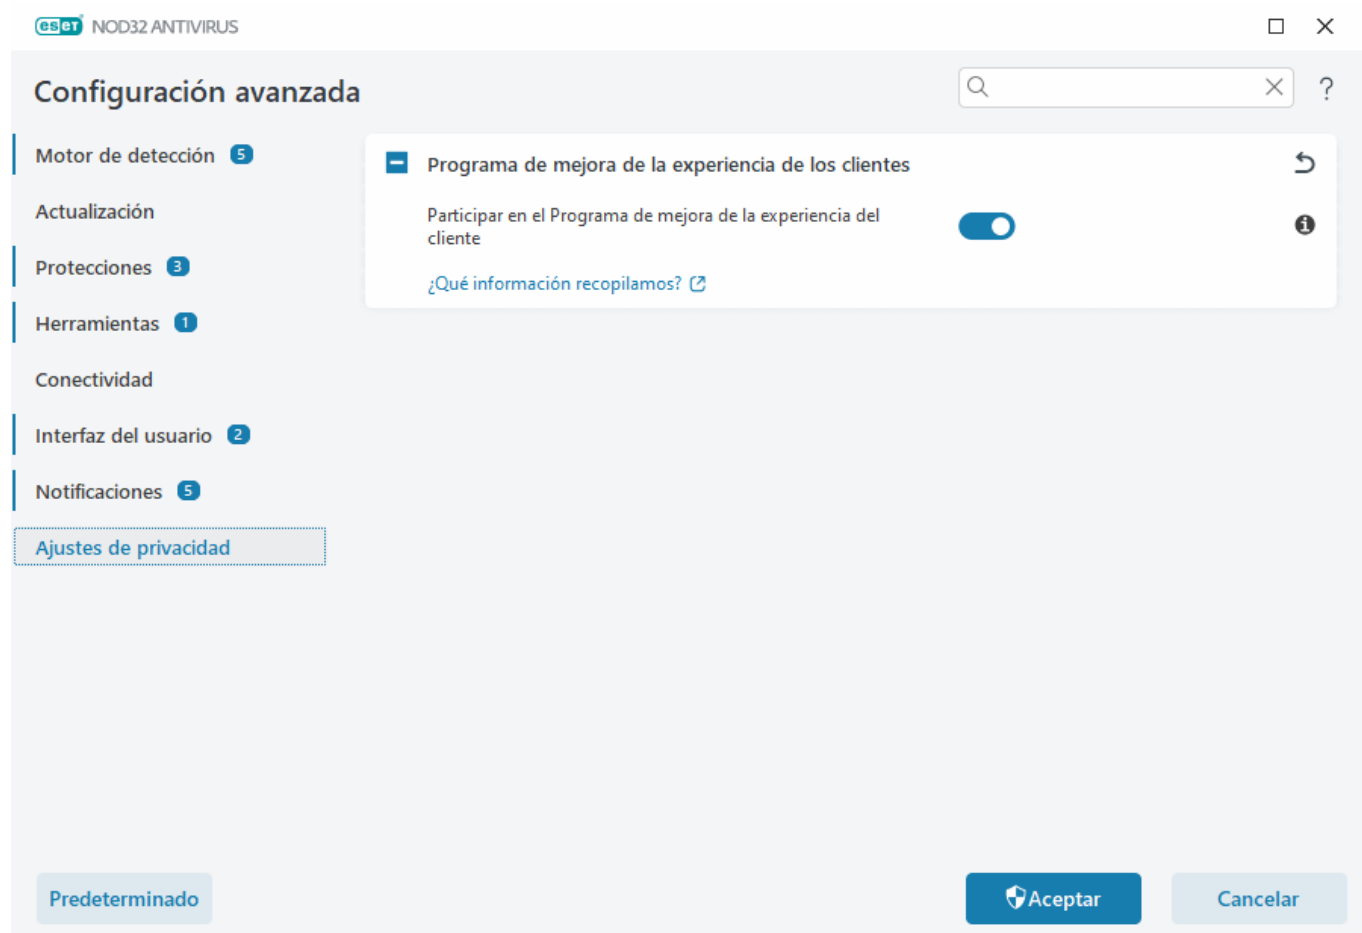 eset NOD32 ANTIVIRUS
Configuración avanzada
?
Motor de detección 5
Actualización
Protecciones 3
Herramientas 1
Conectividad
Interfaz del usuario 2
Notificaciones 5
Ajustes de privacidad
Programa de mejora de la experiencia de los clientes
Participar en el Programa de mejora de la experiencia del
cliente
¿Qué información recopilamos?
Predeterminado
Aceptar
Cancelar